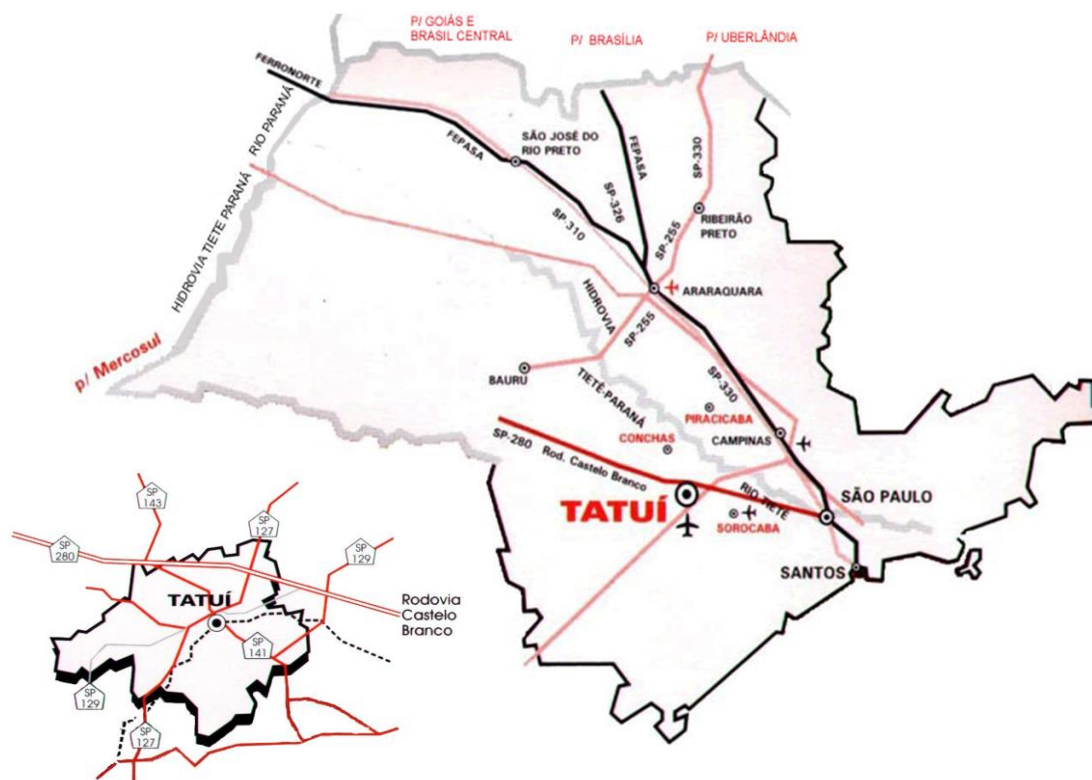 P/ GOIÁS E
BRASIL CENTRAL
P/ BRASÍLIA
P/ UBERLÂNDIA
FERRONORTE
RIO PARANÁ
HIDROVIA TIETE PARANÁ
p/ Mercosul
FEPASA
SÃO JOSÉ DO
RIO PRETO
FEPASA
SP-326
SP-310
SP-330
SP-255
RIBEIRÃO
PRETO
ARARAQUARA
HIDROVIA
SP-255
BAURU
TIETÊ-PARANÁ
SP-330
PIRACICABA
CONCHAS
CAMPINAS
SP-280
Rod. Castelo Branco
TATUÍ
RIO TIETÊ
SÃO PAULO
SOROCABA
SANTOS
SP
143
SP
127
SP
280
SP
129
TATUÍ
Rodovia
Castelo
Branco
SP
141
SP
129
SP
127